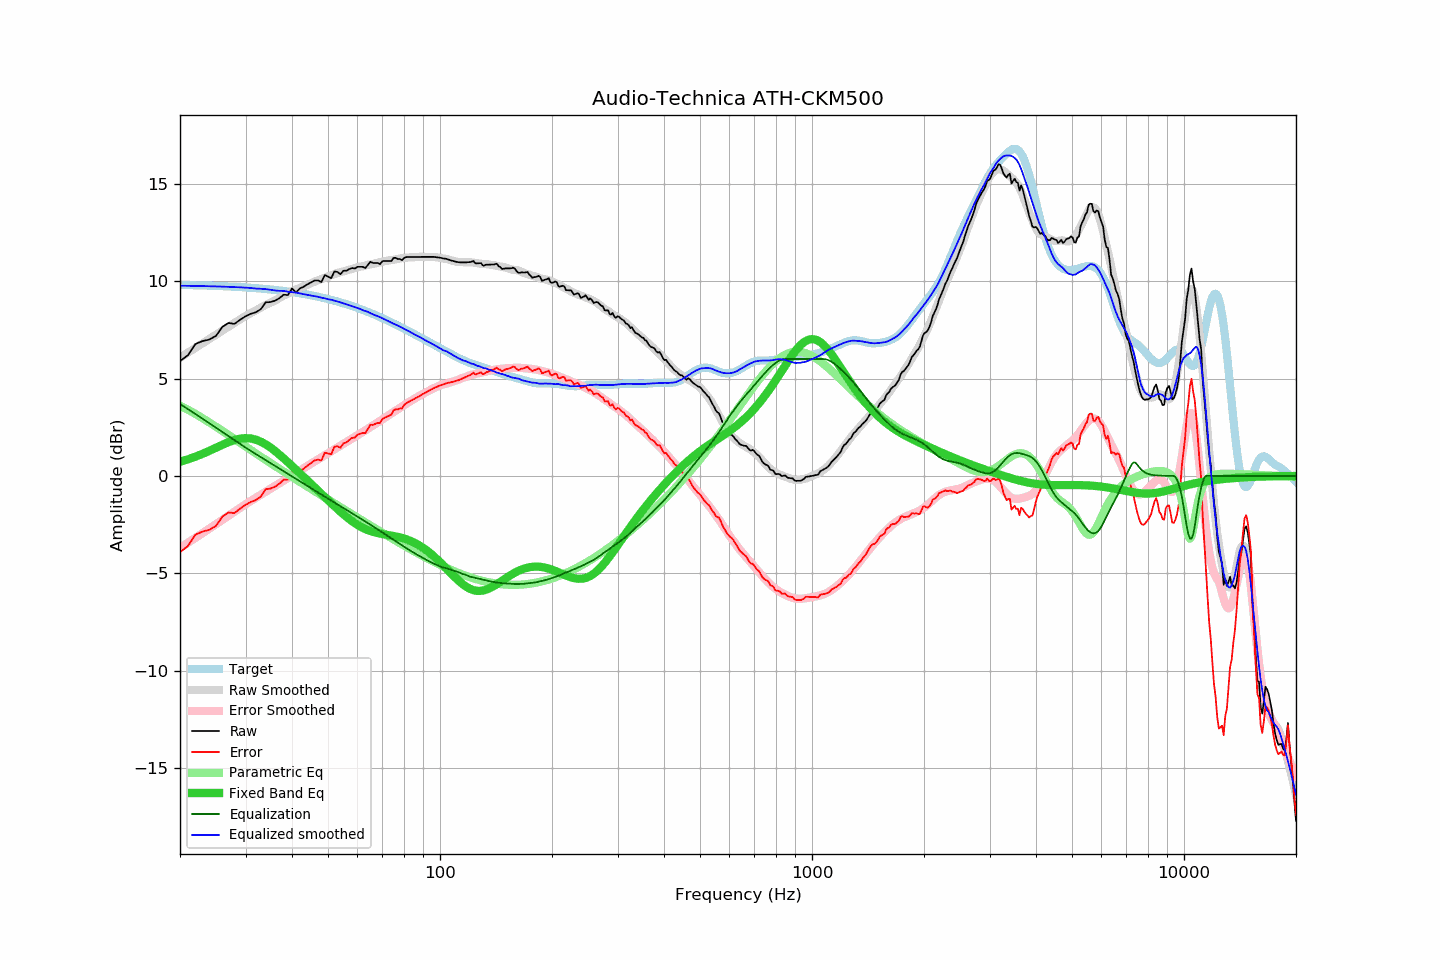 Audio-Technica ATH-CKM500
Amplitude (dBr)
15
10
5
0
−5
−10
−15
Target
Raw Smoothed
Error Smoothed
Raw
Error
Parametric Eq
Fixed Band Eq
Equalization
Equalized smoothed
100
1000
10000
Frequency (Hz)